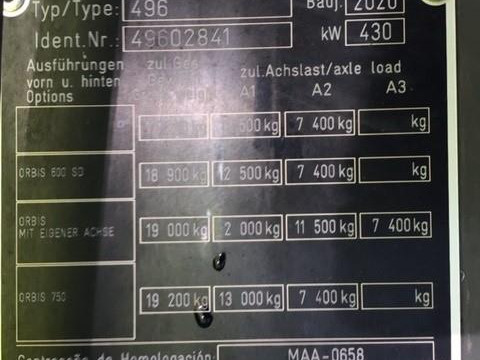 Typ/Type: 496 Bauj. 2020
Ident.Nr.: 49602841 kW 430
Ausführungen zul.Ges.
vorn u. hinten zul.Achslast/axle load
Options A1 A2 A3
500 kg 7 400 kg kg
ORBIS 600 SD 18 900 kg 12 500 kg 7 400 kg kg
ORBIS
MIT EIGENER ACHSE 19 000 kg 2 000 kg 11 500 kg 7 400 kg
ORBIS 750 19 200 kg 13 000 kg 7 400 kg kg
Contraseña de Homologación: MAA-0658